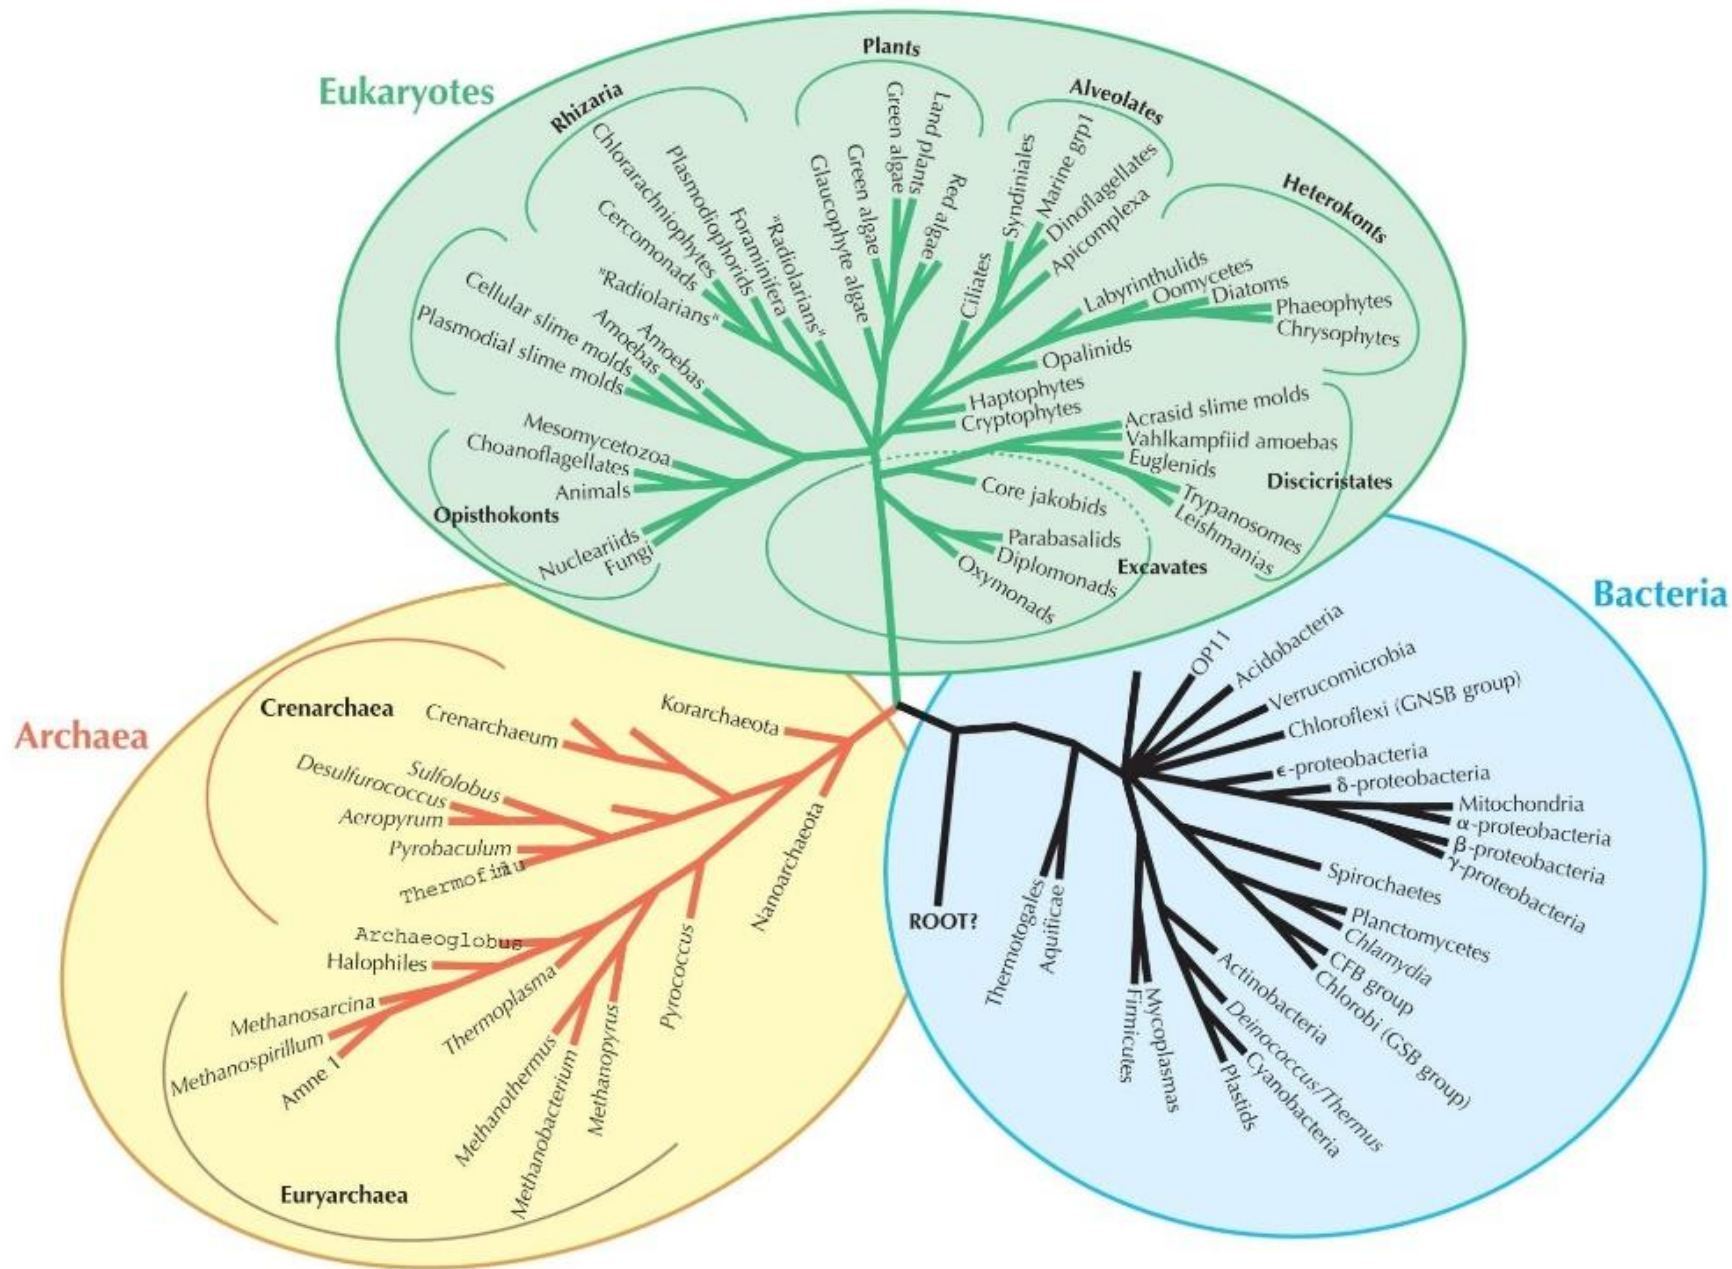 Eukaryotes
Rhizaria
Plants
Alveolates
Heterokonts
Chlorarachniophytes
Cercomonads
"Radiolarians"
Plasmodiophorids
Foraminifera
"Radiolarians"
Glaucophyte algae
Green algae
Green algae
Land plants
Red algae
Ciliates
Syndiniales
Marine grp1
Dinoflagellates
Apicomplexa
Labyrinthulids
Oomycetes
Diatoms
Phaeophytes
Chrysophytes
Opalinids
Haptophytes
Cryptophytes
Cellular slime molds
Plasmodial slime molds
Amoebas
Amoebas
Mesomycetozoa
Choanoflagellates
Animals
Opisthokonts
Nucleariids
Fungi
Acrasid slime molds
Vahlkampfiid amoebas
Euglenids
Discicristates
Trypanosomes
Leishmanias
Core jakobids
Parabasalids
Diplomonads
Oxymonads
Excavates
Archaea
Crenarchaea
Korarchaeota
Crenarchaeum
Sulfolobus
Desulfurococcus
Aeropyrum
Pyrobaculum
Nanoarchaeota
Archaeoglobus
Halophiles
Methanosarcina
Methanospirillum
Amne 1
Thermoplasma
Methanothermus
Methanobacterium
Methanopyrus
Pyrococcus
Euryarchaea
Bacteria
OP11
Acidobacteria
Verrucomicrobia
Chloroflexi (GNSB group)
ϵ-proteobacteria
δ-proteobacteria
Mitochondria
α-proteobacteria
β-proteobacteria
γ-proteobacteria
Spirochaetes
Planctomycetes
Chlamydia
CFB group
Chlorobi (GSB group)
Actinobacteria
Deinococcus/Thermus
Cyanobacteria
Plastids
Mycoplasmas
Firmicutes
Aquificae
Thermotogales
ROOT?